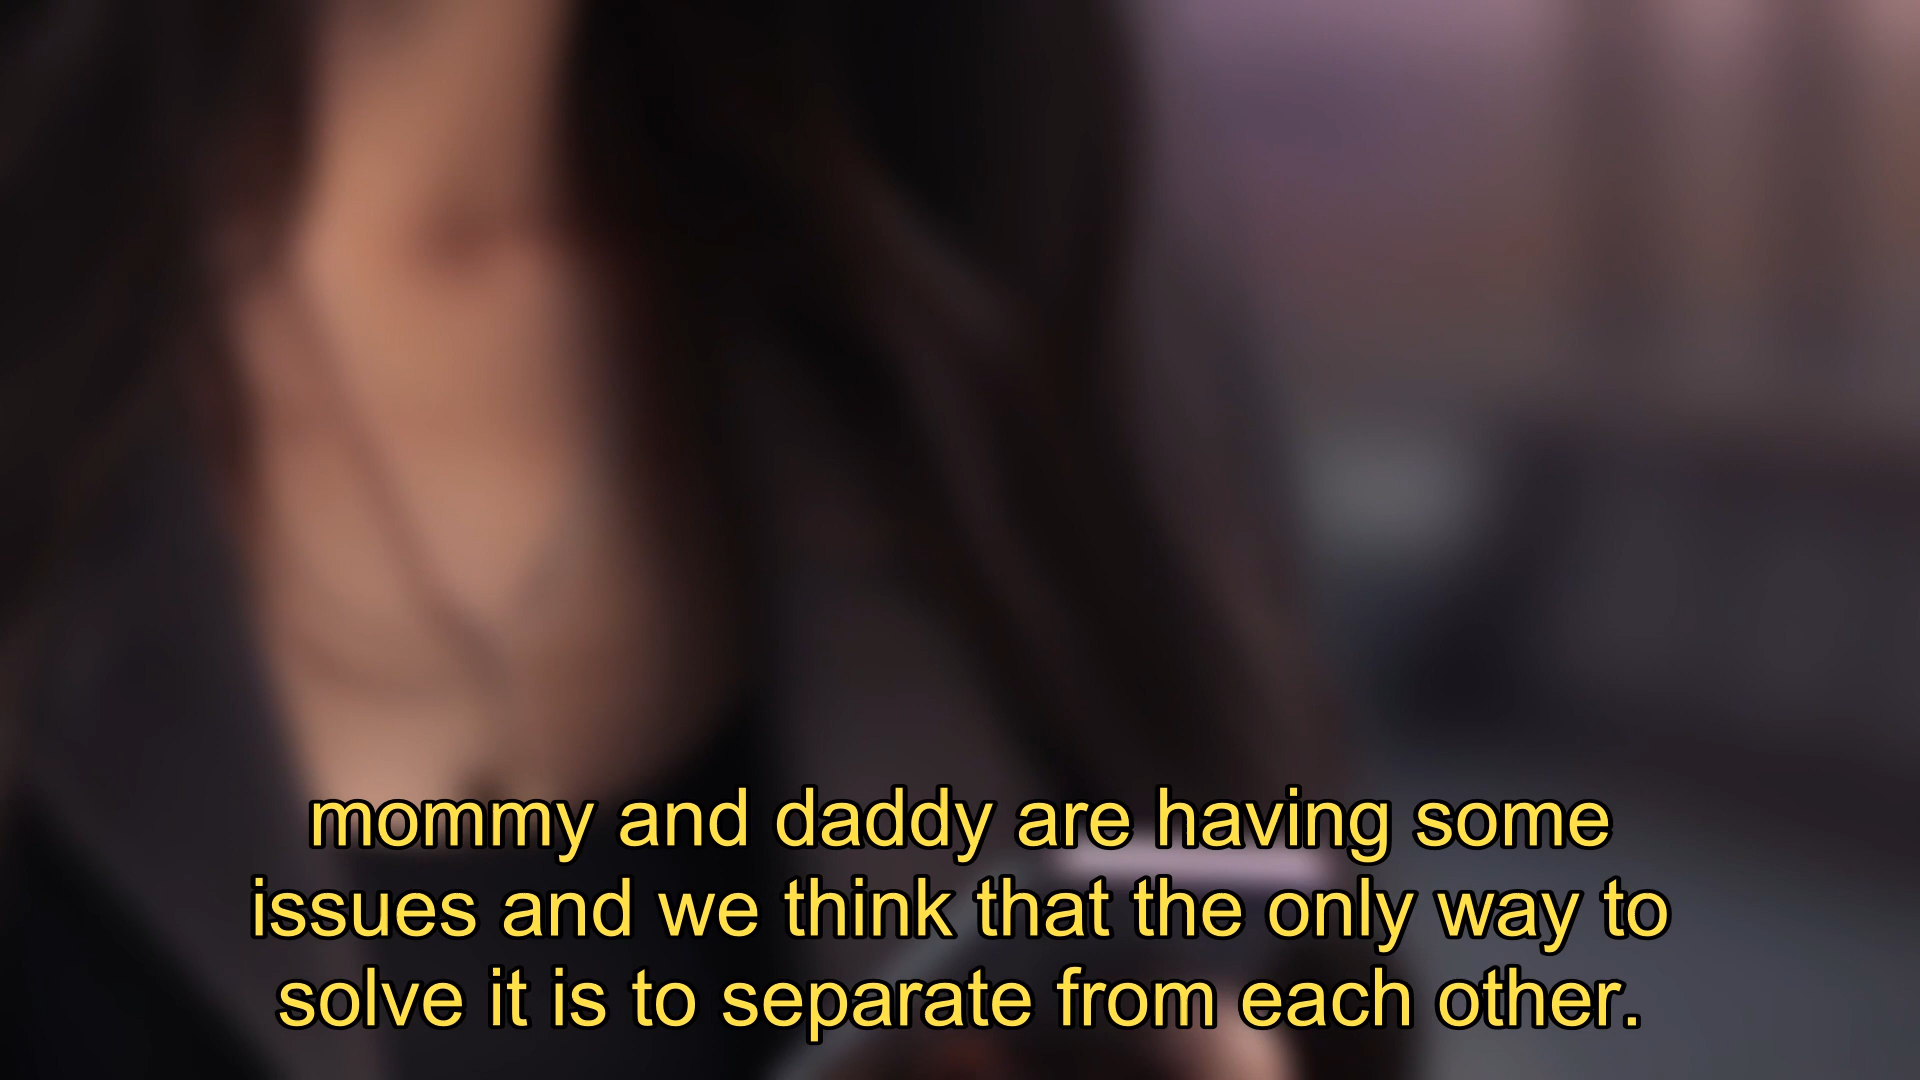 mommy and daddy are having some
issues and we think that the only way to
solve it is to separate from each other.